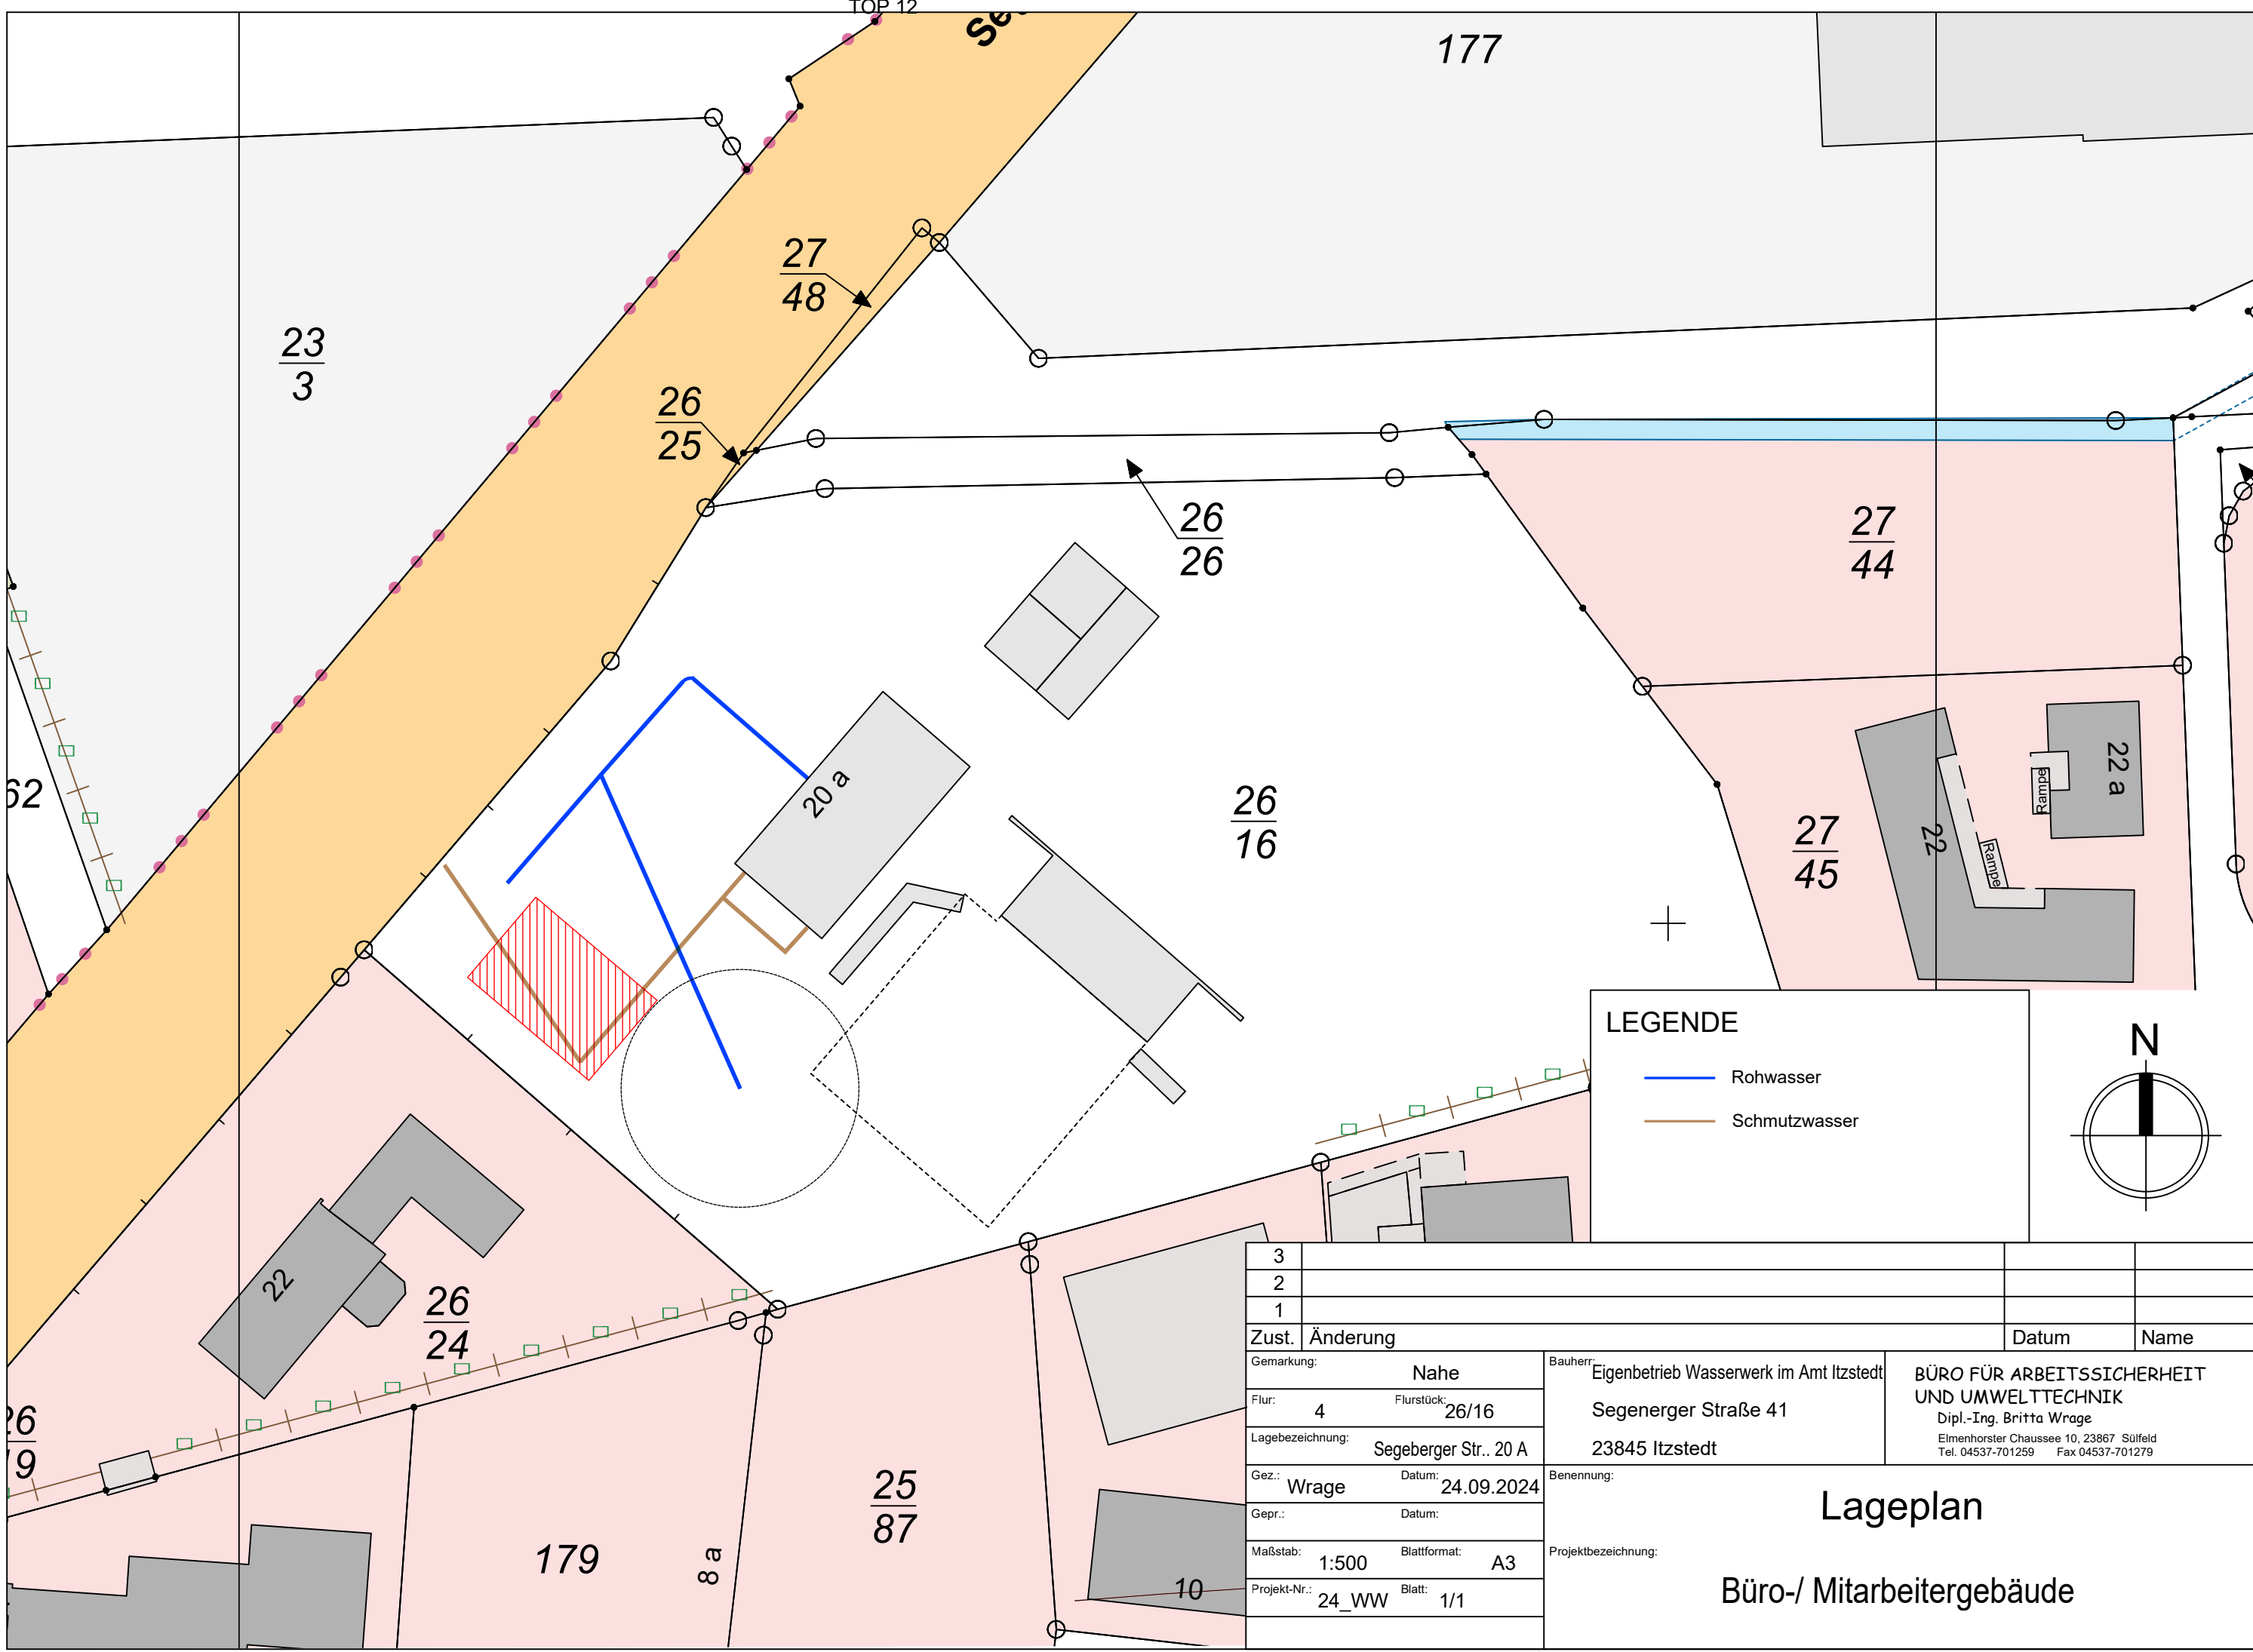 TOP 12
177
27
48
23
3
26
25
26
26
27
44
20 a
26
16
27
45
22
22 a
Rampe
Rampe
62
22
26
24
179
8 a
25
87
10
LEGENDE
Rohwasser
Schmutzwasser
N
3
2
1
Zust. Änderung Datum Name
Gemarkung: Nahe
Flur: 4 Flurstück: 26/16
Lagebezeichnung: Segeberger Str.. 20 A
Gez.: Wrage Datum: 24.09.2024
Gepr.: Datum:
Maßstab: 1:500 Blattformat: A3
Projekt-Nr.: 24_WW Blatt: 1/1
Bauherr: Eigenbetrieb Wasserwerk im Amt Itzstedt
Segenerger Straße 41
23845 Itzstedt
BÜRO FÜR ARBEITSSICHERHEIT
UND UMWELTTECHNIK
Dipl.-Ing. Britta Wrage
Elmenhorster Chaussee 10, 23867 Sülfeld
Tel. 04537-701259 Fax 04537-701279
Benennung:
Lageplan
Projektbezeichnung:
Büro-/ Mitarbeitergebäude